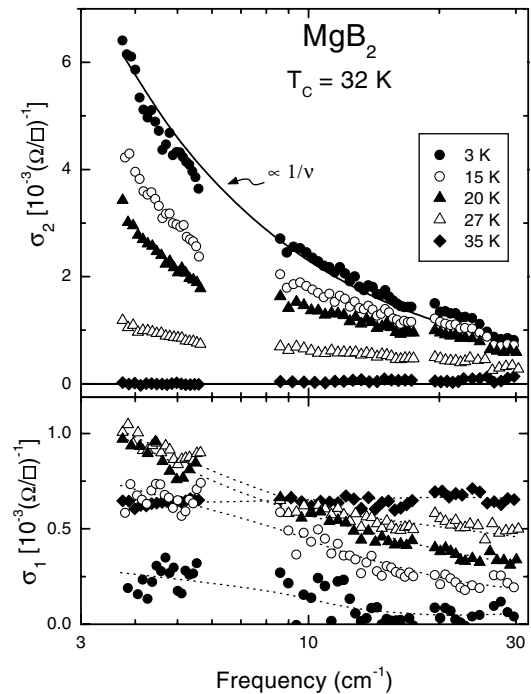 MgB₂
T_C = 32 K
∝ 1/ν
3 K
15 K
20 K
27 K
35 K
σ₂ [10⁻³(Ω/□)⁻¹]
6
4
2
0
σ₁ [10⁻³(Ω/□)⁻¹]
1.0
0.5
0.0
3
10
30
Frequency (cm⁻¹)